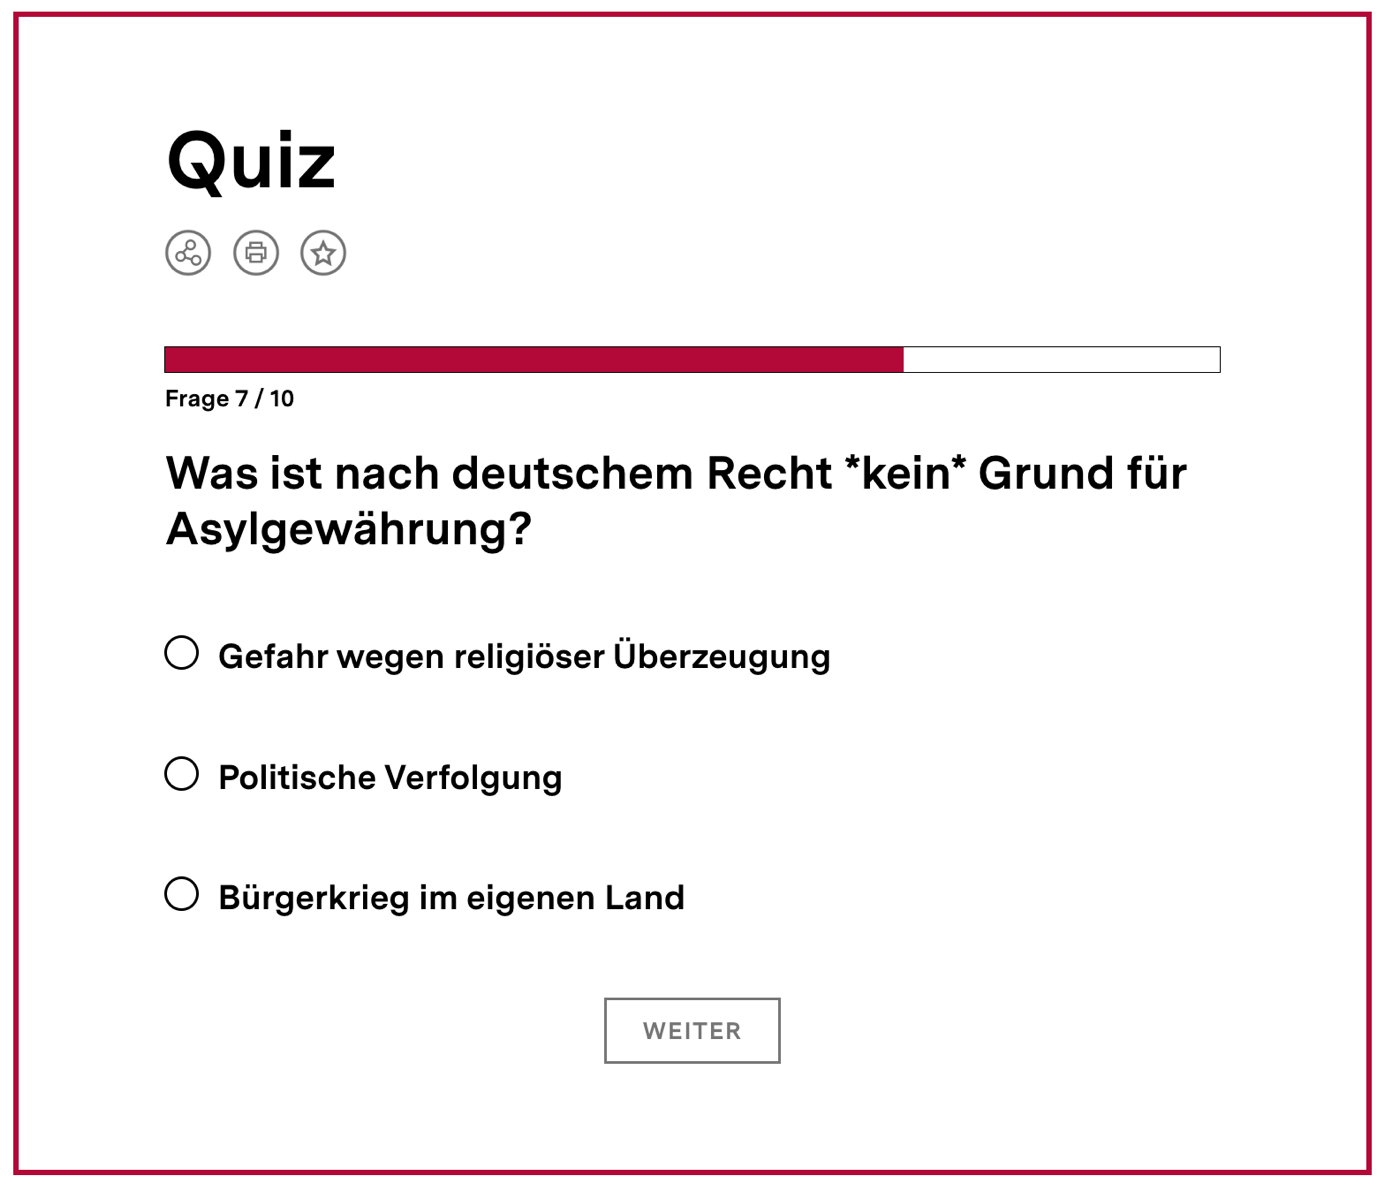 Quiz
Frage 7 / 10
Was ist nach deutschem Recht *kein* Grund für
Asylgewährung?
Gefahr wegen religiöser Überzeugung
Politische Verfolgung
Bürgerkrieg im eigenen Land
WEITER